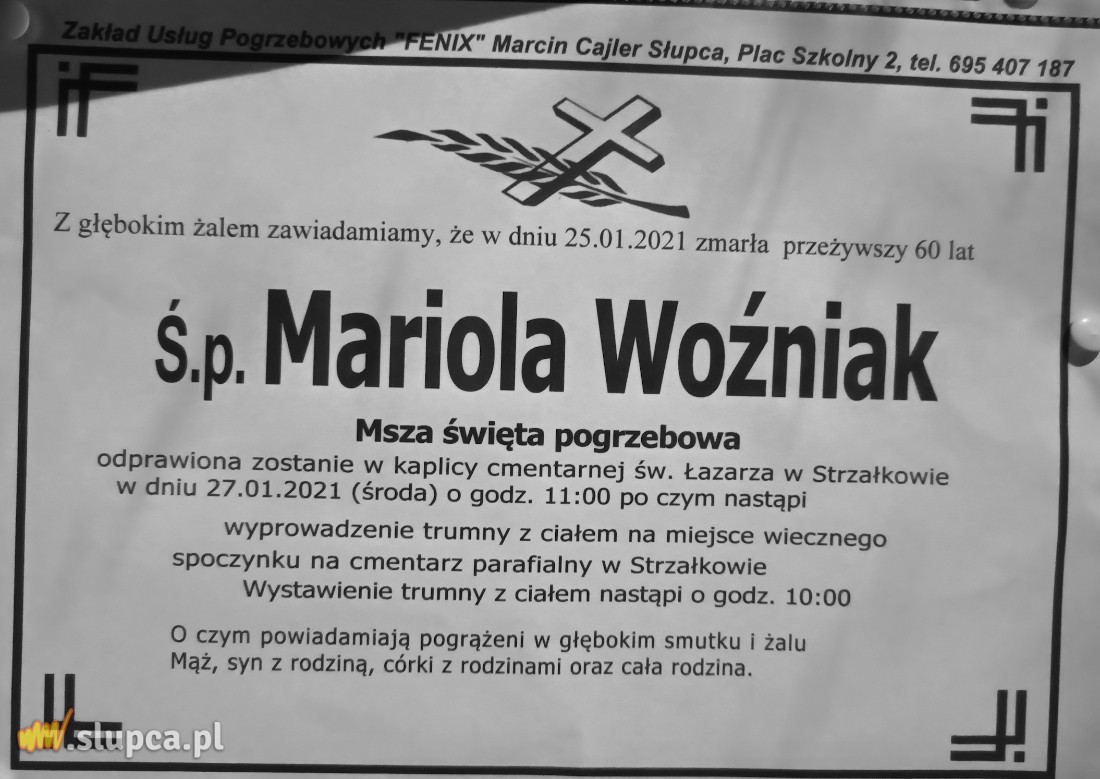 Zakład Usług Pogrzebowych "FENIX" Marcin Cajler Słupca, Plac Szkolny 2, tel. 695 407 187
Z głębokim żalem zawiadamiamy, że w dniu 25.01.2021 zmarła przeżywszy 60 lat
Ś.p. Mariola Woźniak
Msza święta pogrzebowa
odprawiona zostanie w kaplicy cmentarnej św. Łazarza w Strzałkowie
w dniu 27.01.2021 (środa) o godz. 11:00 po czym nastąpi
wyprowadzenie trumny z ciałem na miejsce wiecznego
spoczynku na cmentarz parafialny w Strzałkowie
Wystawienie trumny z ciałem nastąpi o godz. 10:00
O czym powiadamiają pogrążeni w głębokim smutku i żalu
Mąż, syn z rodziną, córki z rodzinami oraz cała rodzina.
.slupca.pl